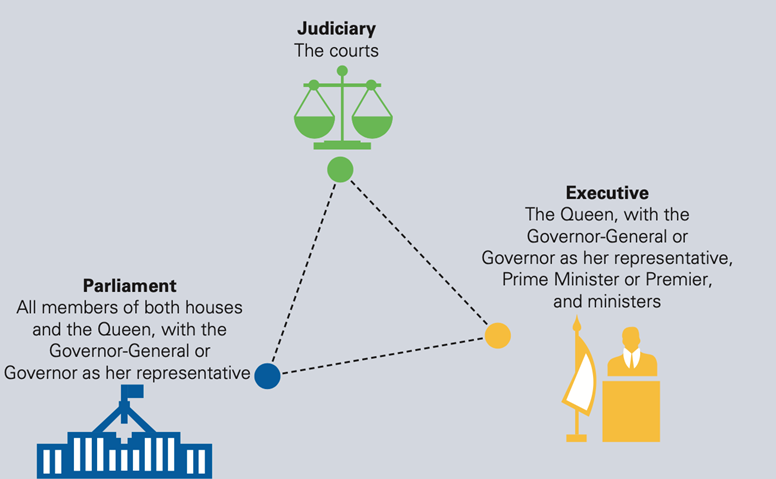 Judiciary
The courts
Executive
The Queen, with the
Governor-General or
Governor as her representative,
Prime Minister or Premier,
and ministers
Parliament
All members of both houses
and the Queen, with the
Governor-General or
Governor as her representative